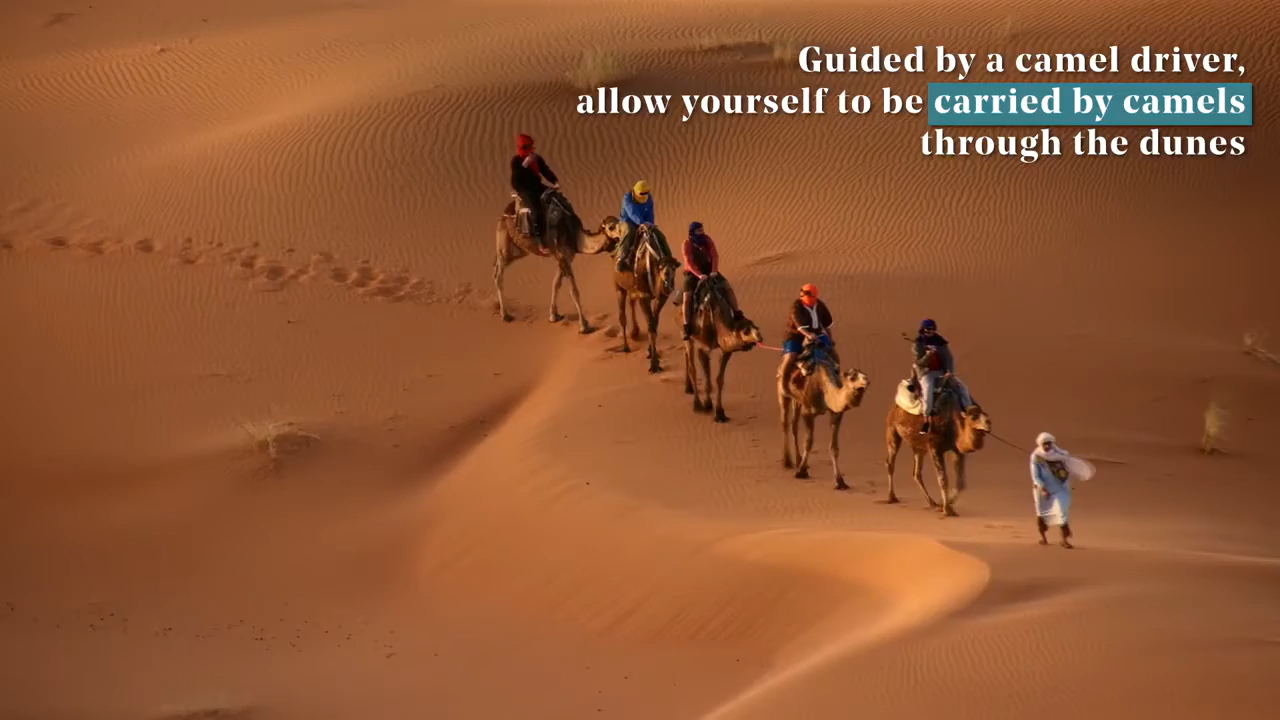 Guided by a camel driver,
allow yourself to be carried by camels
through the dunes